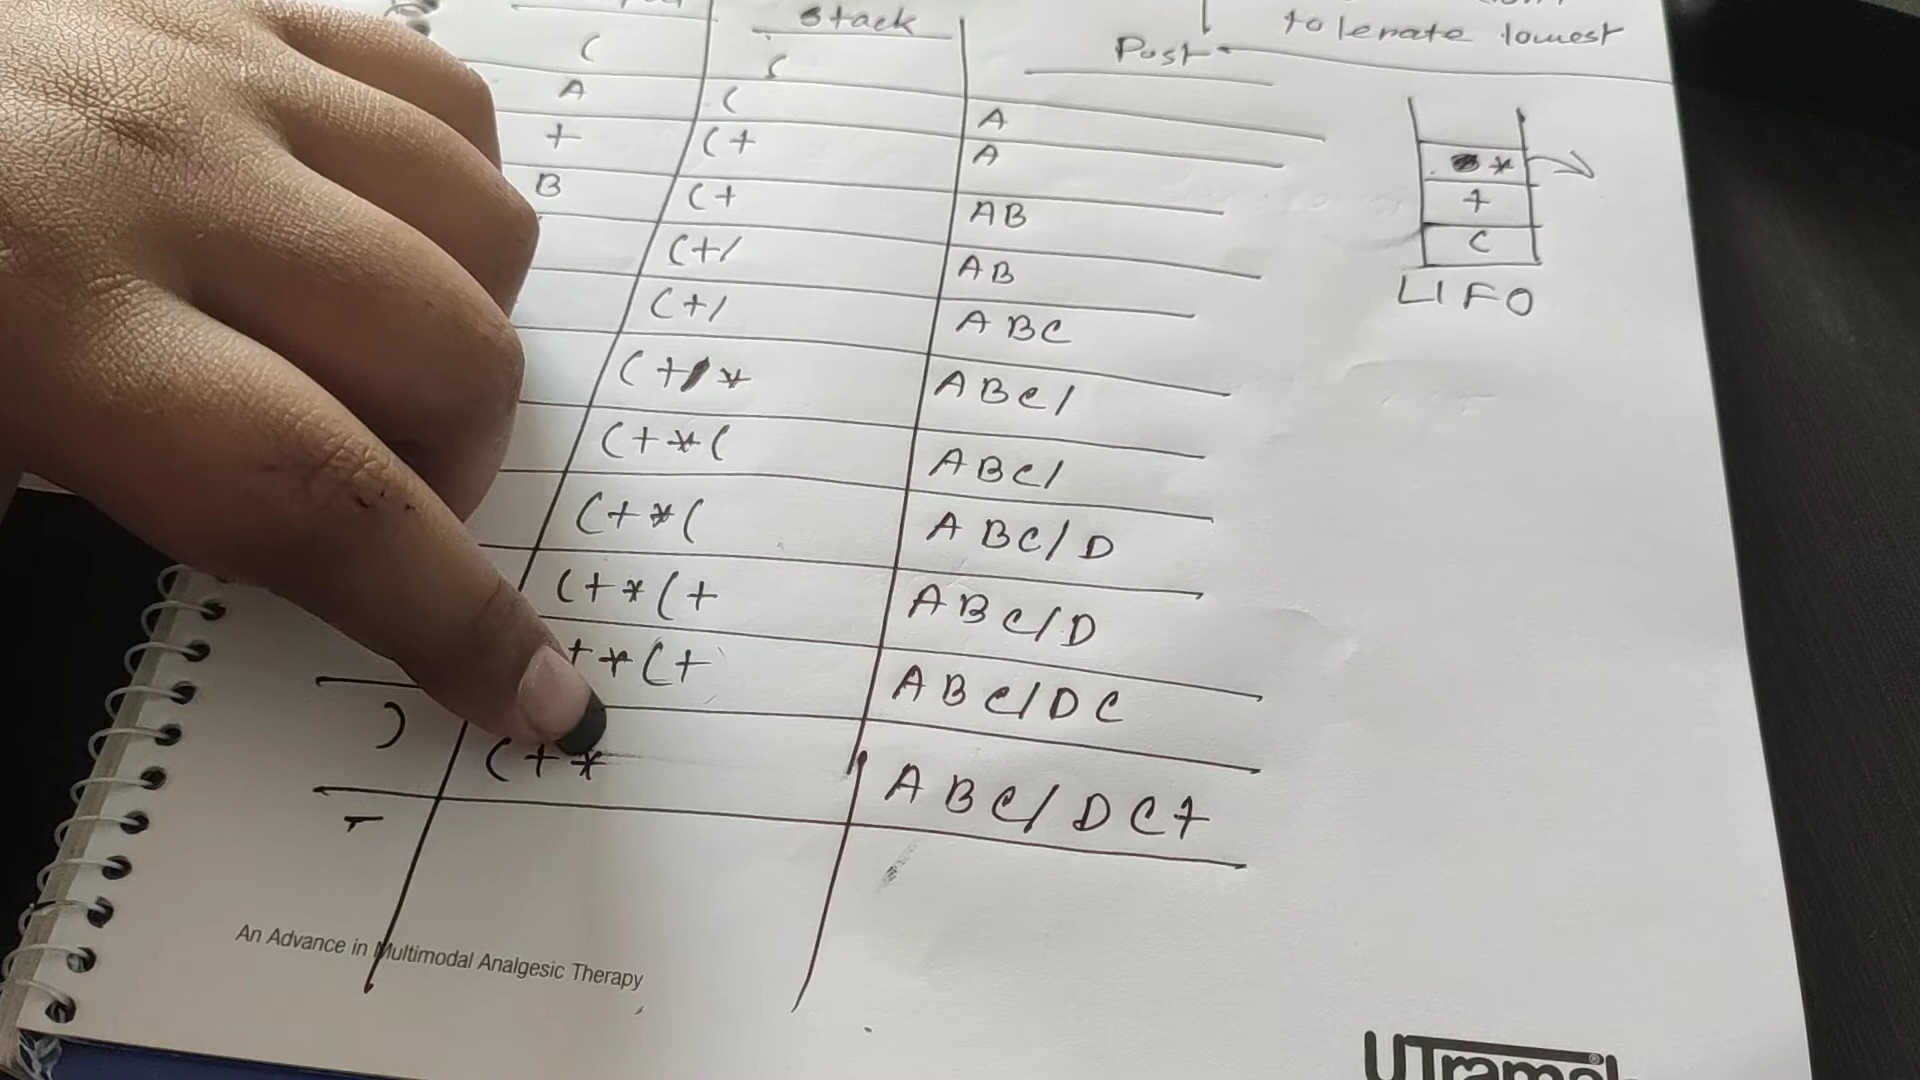 stack
tolerate lowest
Post
( (
A ( A
+ (+ A
B (+ AB
(+/ AB
(+/ ABC
(+/* ABC/
(+*( ABC/
(+*( ABC/D
(+*(+ ABC/D
+*(+ ABC/DC
) (+* ABC/DC+
-
*
+
(
LIFO
An Advance in Multimodal Analgesic Therapy